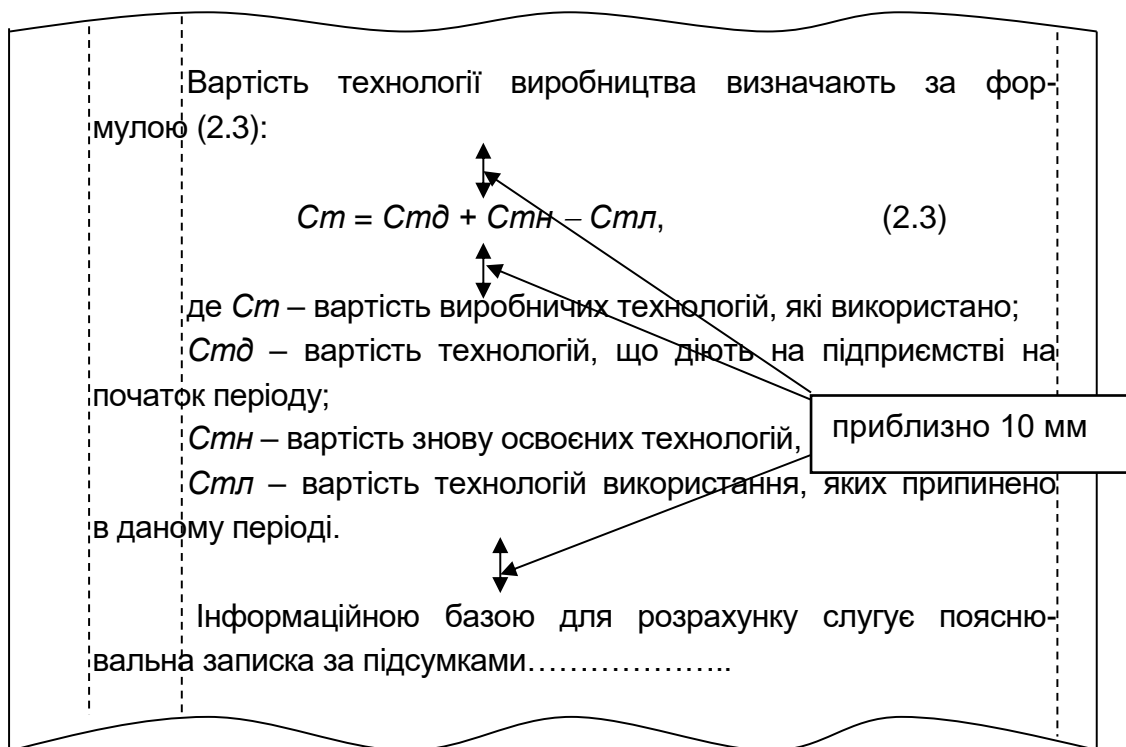 Вартість технології виробництва визначають за фор-
мулою (2.3):
Ст = Стд + Стн – Стл, (2.3)
де Ст – вартість виробничих технологій, які використано;
Стд – вартість технологій, що діють на підприємстві на
початок періоду;
Стн – вартість знову освоєних технологій,
приблизно 10 мм
Стл – вартість технологій використання, яких припинено
в даному періоді.
Інформаційною базою для розрахунку слугує поясню-
вальна записка за підсумками………………..